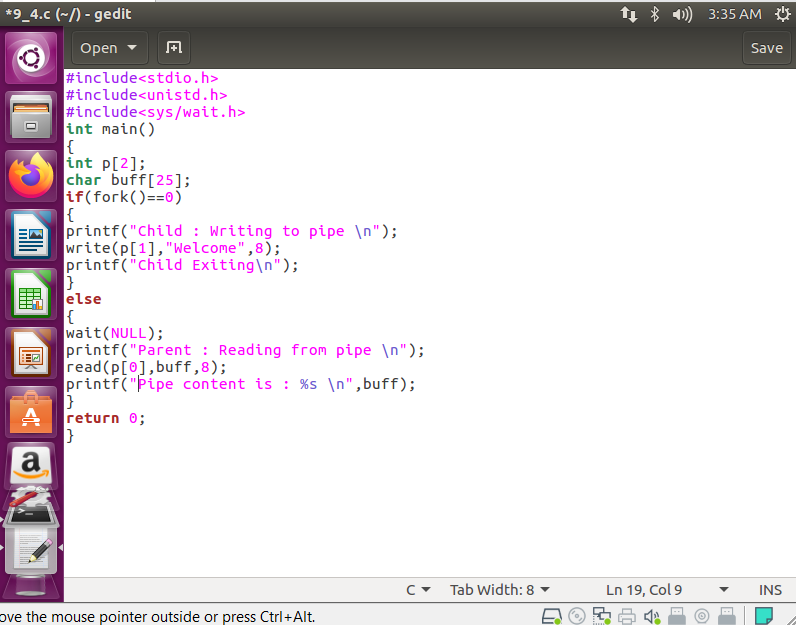 *9_4.c (~/) - gedit
3:35 AM
Open
Save
#include<stdio.h>
#include<unistd.h>
#include<sys/wait.h>
int main()
{
int p[2];
char buff[25];
if(fork()==0)
{
printf("Child : Writing to pipe \n");
write(p[1],"Welcome",8);
printf("Child Exiting\n");
}
else
{
wait(NULL);
printf("Parent : Reading from pipe \n");
read(p[0],buff,8);
printf("Pipe content is : %s \n",buff);
}
return 0;
}
C Tab Width: 8 Ln 19, Col 9 INS
ove the mouse pointer outside or press Ctrl+Alt.